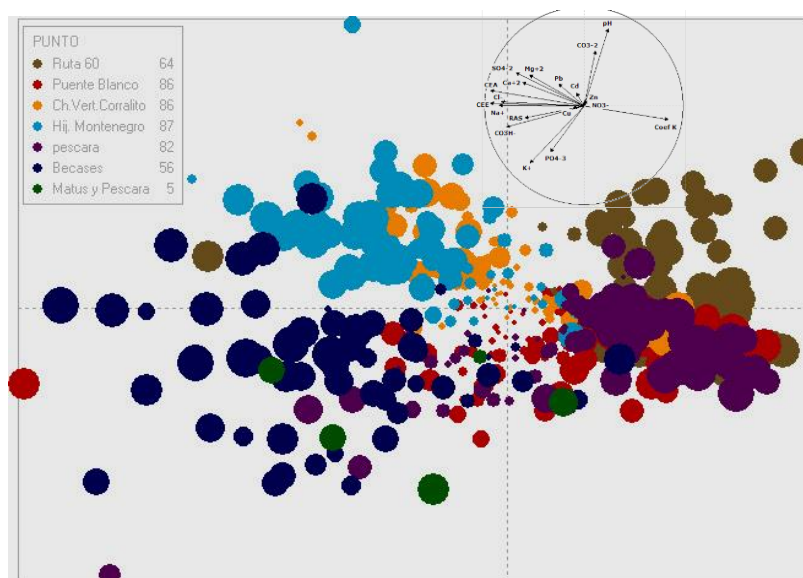 PUNTO
Ruta 60 64
Puente Blanco 86
Ch.Vert.Corralito 86
Hij. Montenegro 87
pescara 82
Becases 56
Matus y Pescara 5
pH
CO3-2
SO4-2
Mg+2
Pb
Ca+2
Cd
CEA
Cl-
Zn
CEE
NO3-
Na+
RAS
Cu
Coef K
CO3H-
PO4-3
K+